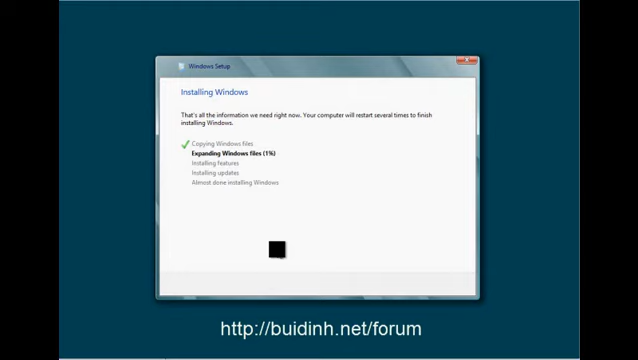 Windows Setup
Installing Windows
That's all the information we need right now. Your computer will restart several times to finish
installing Windows.
Copying Windows files
Expanding Windows files (1%)
Installing features
Installing updates
Almost done installing Windows
http://buidinh.net/forum